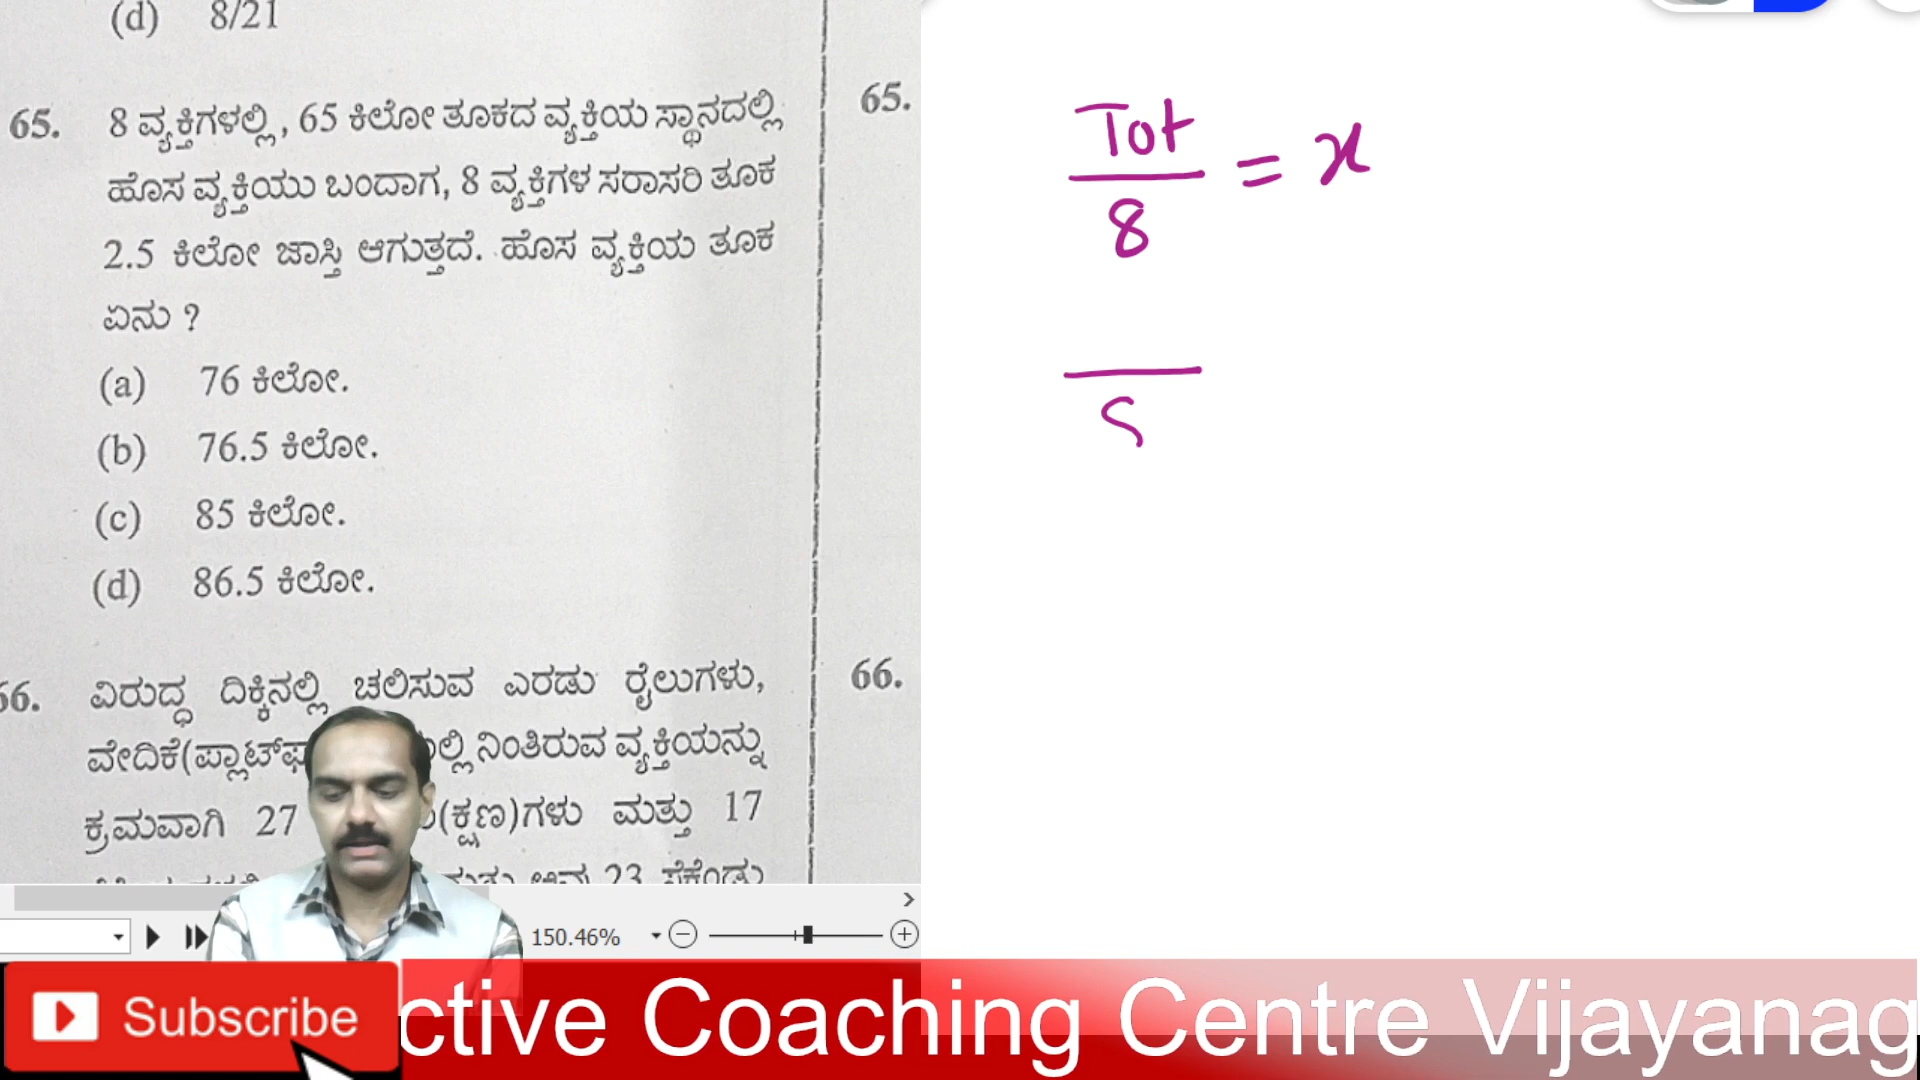 (d) 8/21
65. 8 ವ್ಯಕ್ತಿಗಳಲ್ಲಿ, 65 ಕಿಲೋ ತೂಕದ ವ್ಯಕ್ತಿಯ ಸ್ಥಾನದಲ್ಲಿ
ಹೊಸ ವ್ಯಕ್ತಿಯು ಬಂದಾಗ, 8 ವ್ಯಕ್ತಿಗಳ ಸರಾಸರಿ ತೂಕ
2.5 ಕಿಲೋ ಜಾಸ್ತಿ ಆಗುತ್ತದೆ. ಹೊಸ ವ್ಯಕ್ತಿಯ ತೂಕ
ಏನು ?
(a) 76 ಕಿಲೋ.
(b) 76.5 ಕಿಲೋ.
(c) 85 ಕಿಲೋ.
(d) 86.5 ಕಿಲೋ.
66. ವಿರುದ್ಧ ದಿಕ್ಕಿನಲ್ಲಿ ಚಲಿಸುವ ಎರಡು ರೈಲುಗಳು,
ವೇದಿಕೆ(ಪ್ಲಾಟ್‌ಫ ಲ್ಲಿ ನಿಂತಿರುವ ವ್ಯಕ್ತಿಯನ್ನು
ಕ್ರಮವಾಗಿ 27 (ಕ್ಷಣ)ಗಳು ಮತ್ತು 17
23 ಸೆಕೆಂಡು
65.
66.
Tot
8
= x
150.46%
Subscribe
ctive Coaching Centre Vijayanag